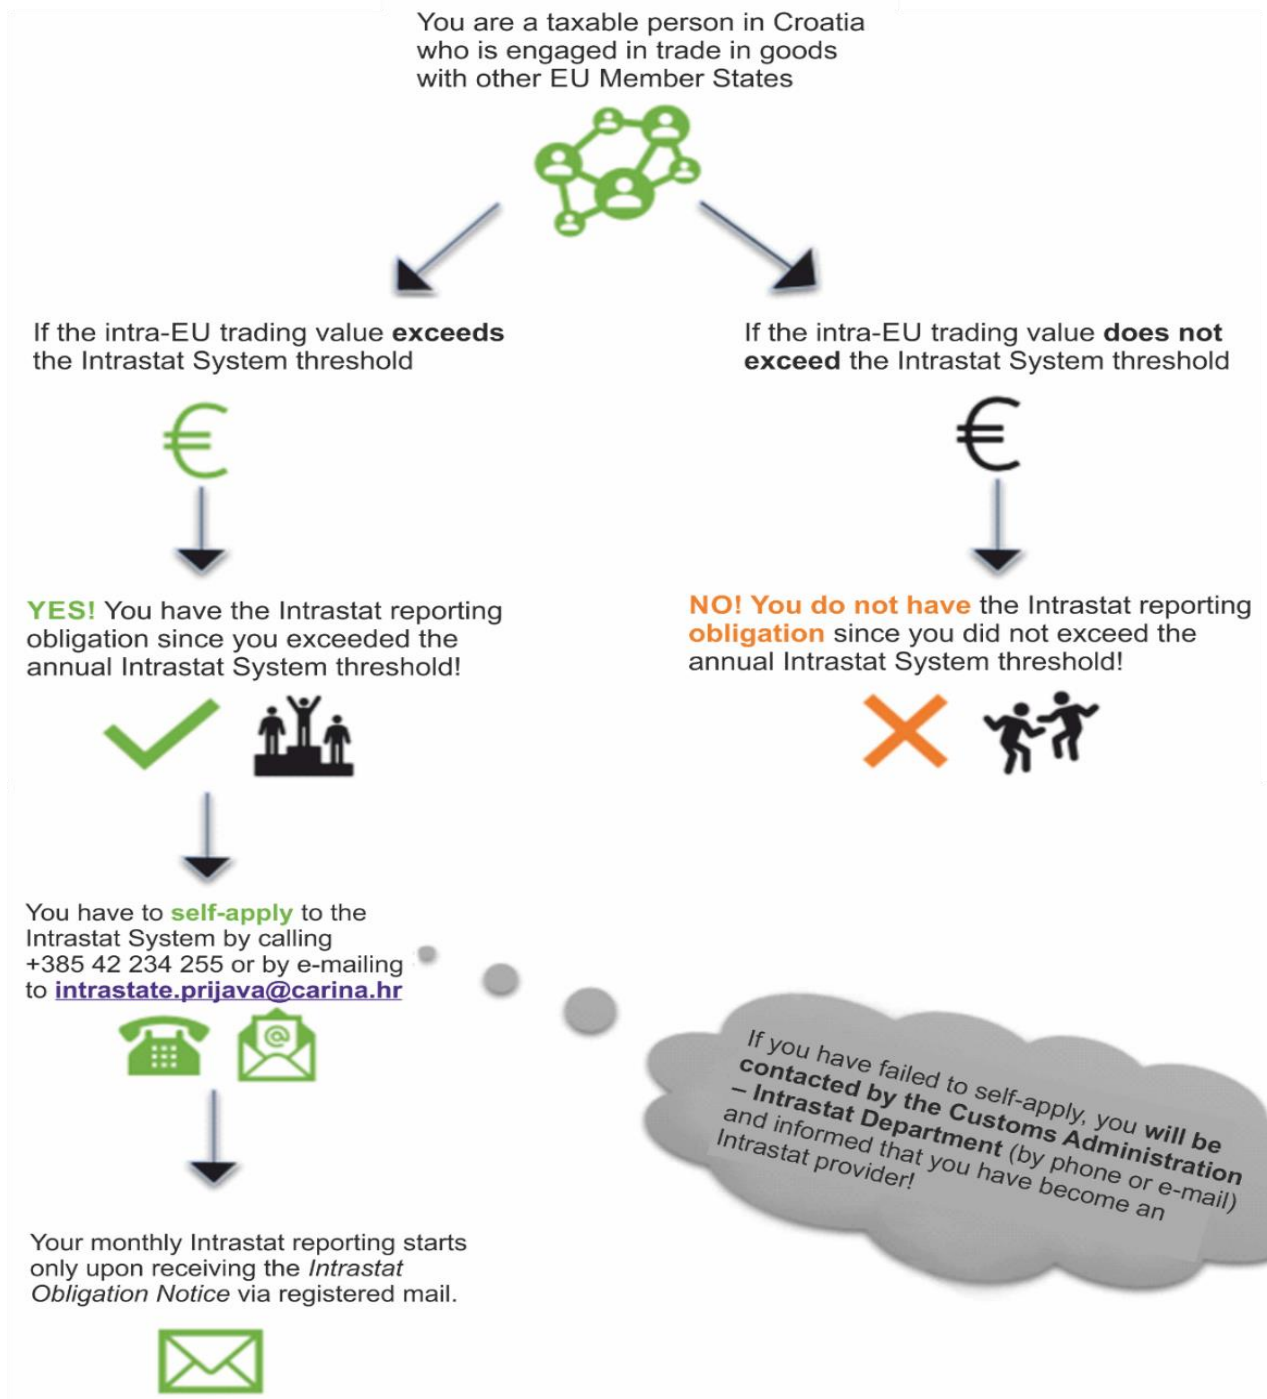 You are a taxable person in Croatia
who is engaged in trade in goods
with other EU Member States
If the intra-EU trading value exceeds
the Intrastat System threshold
If the intra-EU trading value does not
exceed the Intrastat System threshold
€
€
YES! You have the Intrastat reporting
obligation since you exceeded the
annual Intrastat System threshold!
NO! You do not have the Intrastat reporting
obligation since you did not exceed the
annual Intrastat System threshold!
You have to self-apply to the
Intrastat System by calling
+385 42 234 255 or by e-mailing
to intrastate.prijava@carina.hr
@
If you have failed to self-apply, you will be
contacted by the Customs Administration
– Intrastat Department (by phone or e-mail)
and informed that you have become an
Intrastat provider!
Your monthly Intrastat reporting starts
only upon receiving the Intrastat
Obligation Notice via registered mail.